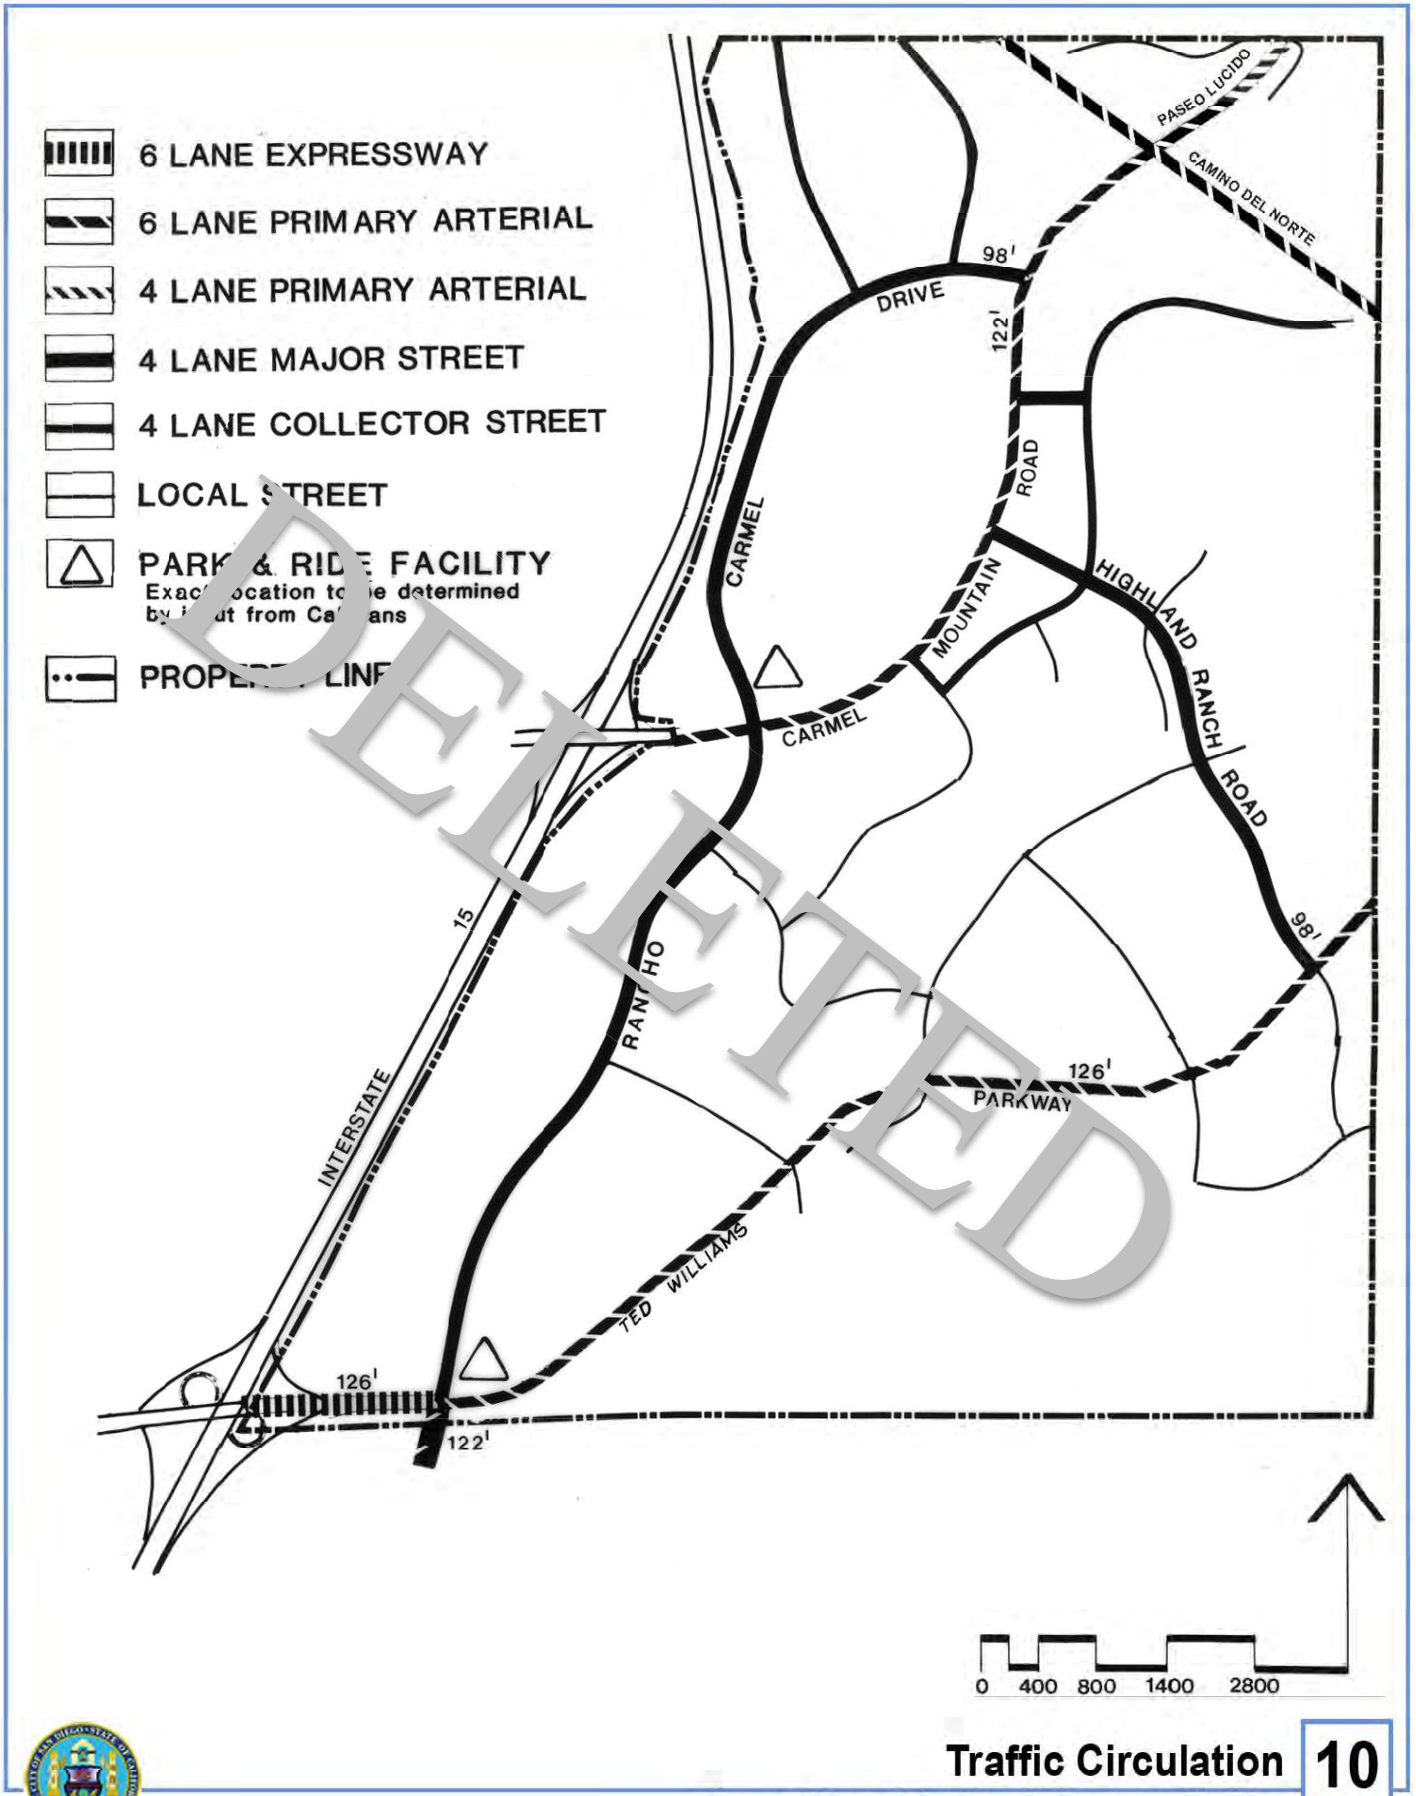 6 LANE EXPRESSWAY
6 LANE PRIMARY ARTERIAL
4 LANE PRIMARY ARTERIAL
4 LANE MAJOR STREET
4 LANE COLLECTOR STREET
LOCAL STREET
PARK & RIDE FACILITY
Exact location to be determined
by input from Caltrans
PROPERTY LINE
DELETED
PASEO LUCIDO
CAMINO DEL NORTE
98'
DRIVE
122'
ROAD
CARMEL
MOUNTAIN
HIGHLAND RANCH ROAD
CARMEL
15
RANCHO
98'
INTERSTATE
126'
PARKWAY
TED WILLIAMS
126'
122'
0 400 800 1400 2800
Traffic Circulation 10